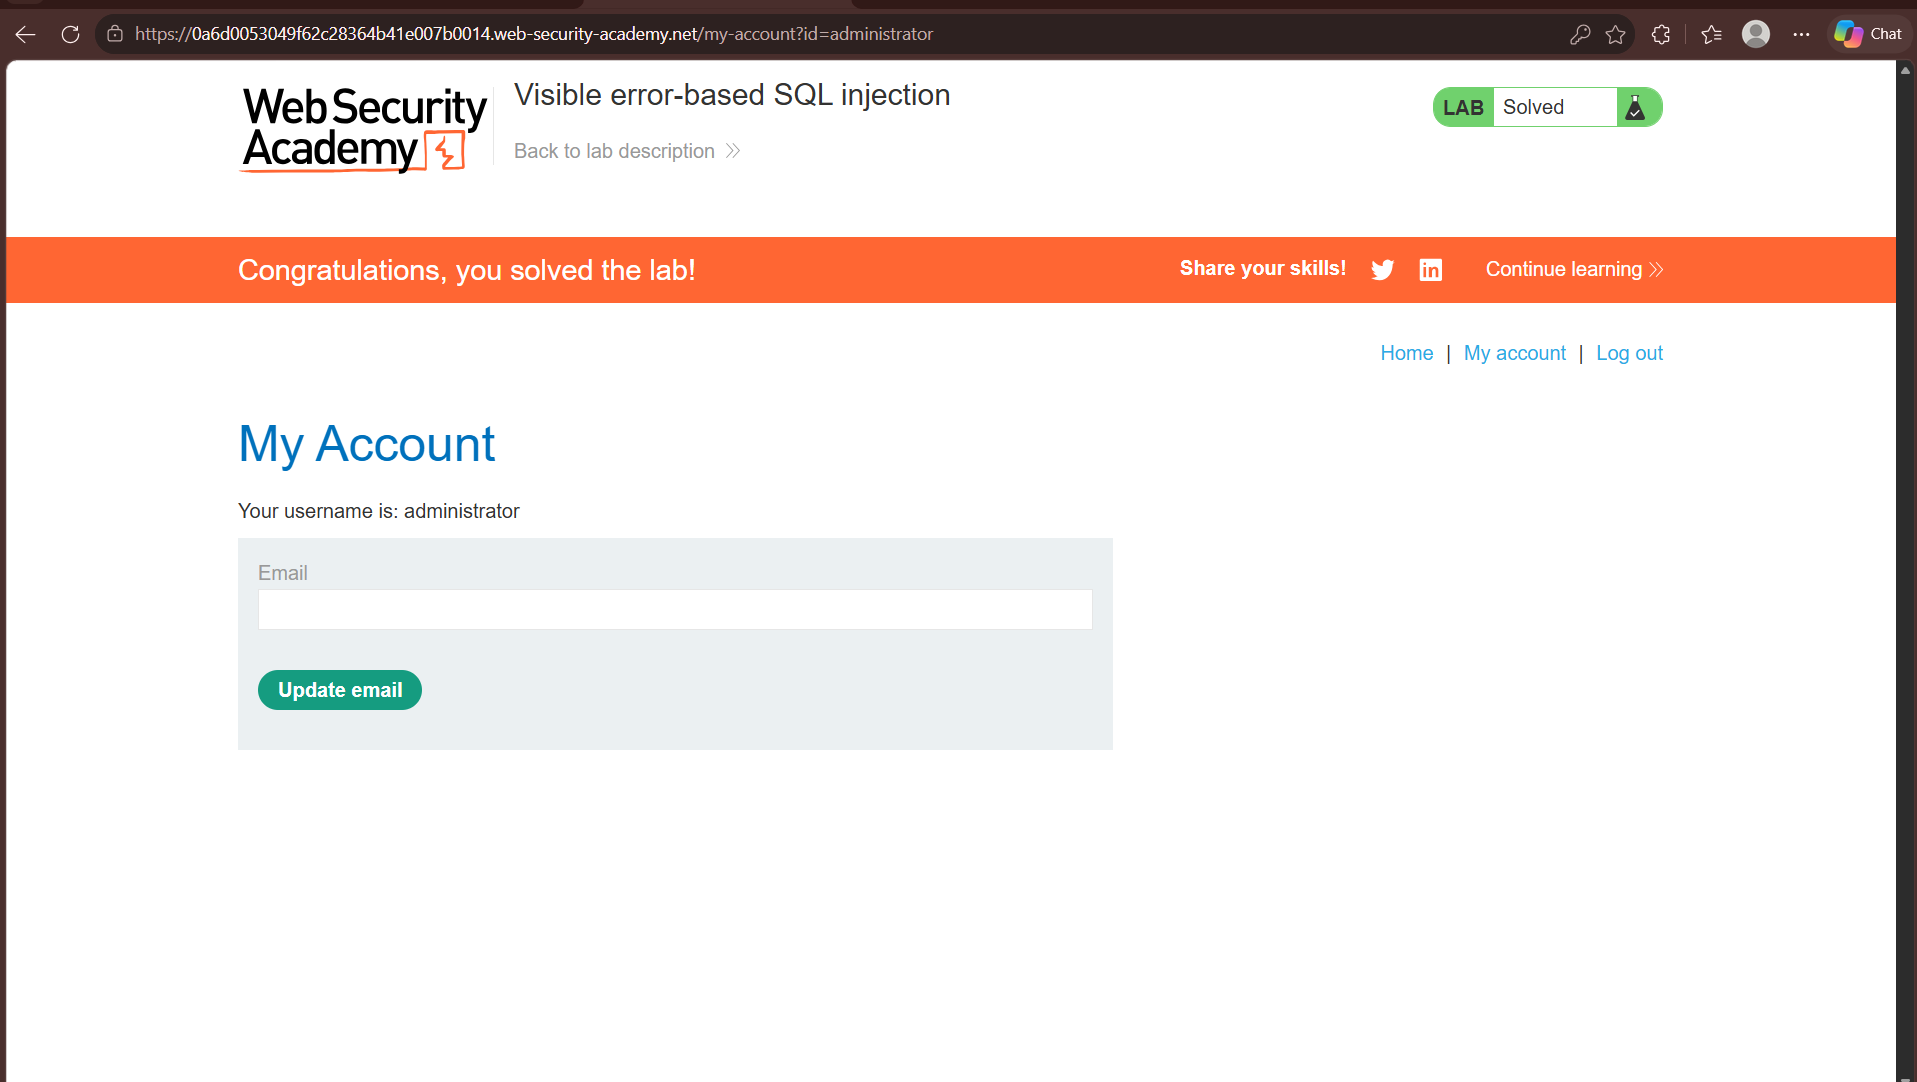 https://0a6d0053049f62c28364b41e007b0014.web-security-academy.net/my-account?id=administrator
Chat
Web Security
Academy
Visible error-based SQL injection
Back to lab description
LAB Solved
Congratulations, you solved the lab!
Share your skills!
Continue learning
Home | My account | Log out
My Account
Your username is: administrator
Email
Update email